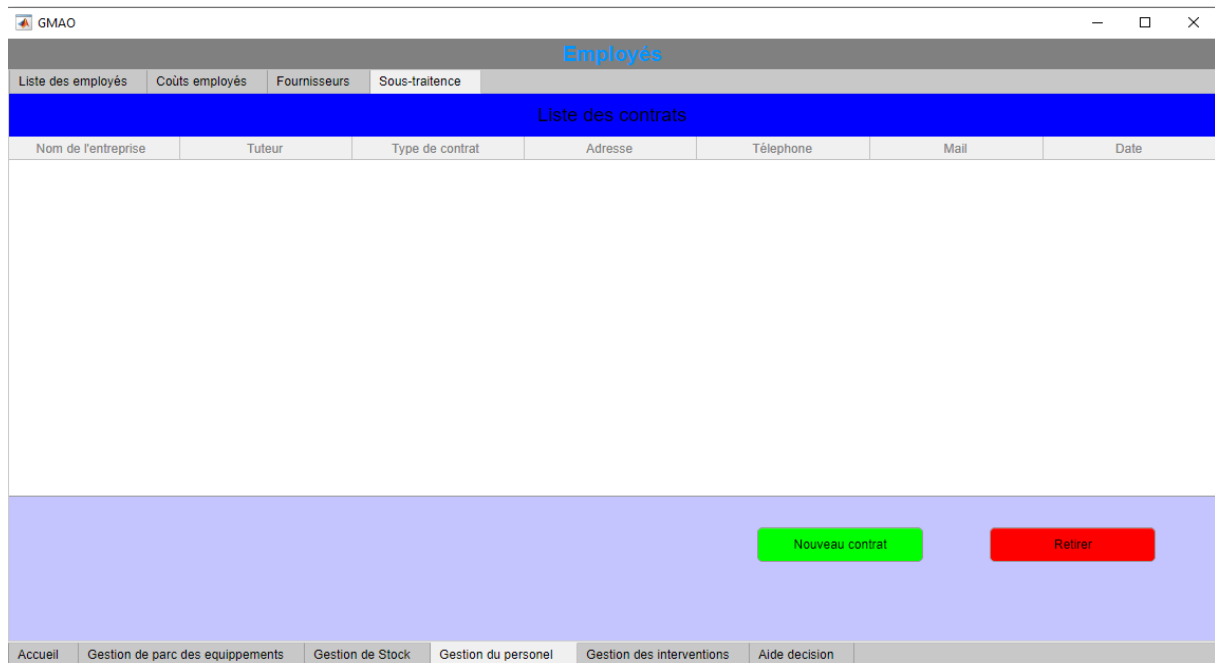 GMAO
Employés
Liste des employés Coûts employés Fournisseurs Sous-traitence
Liste des contrats
Nom de l'entreprise Tuteur Type de contrat Adresse Télephone Mail Date
Nouveau contrat Retirer
Accueil Gestion de parc des equippements Gestion de Stock Gestion du personel Gestion des interventions Aide decision